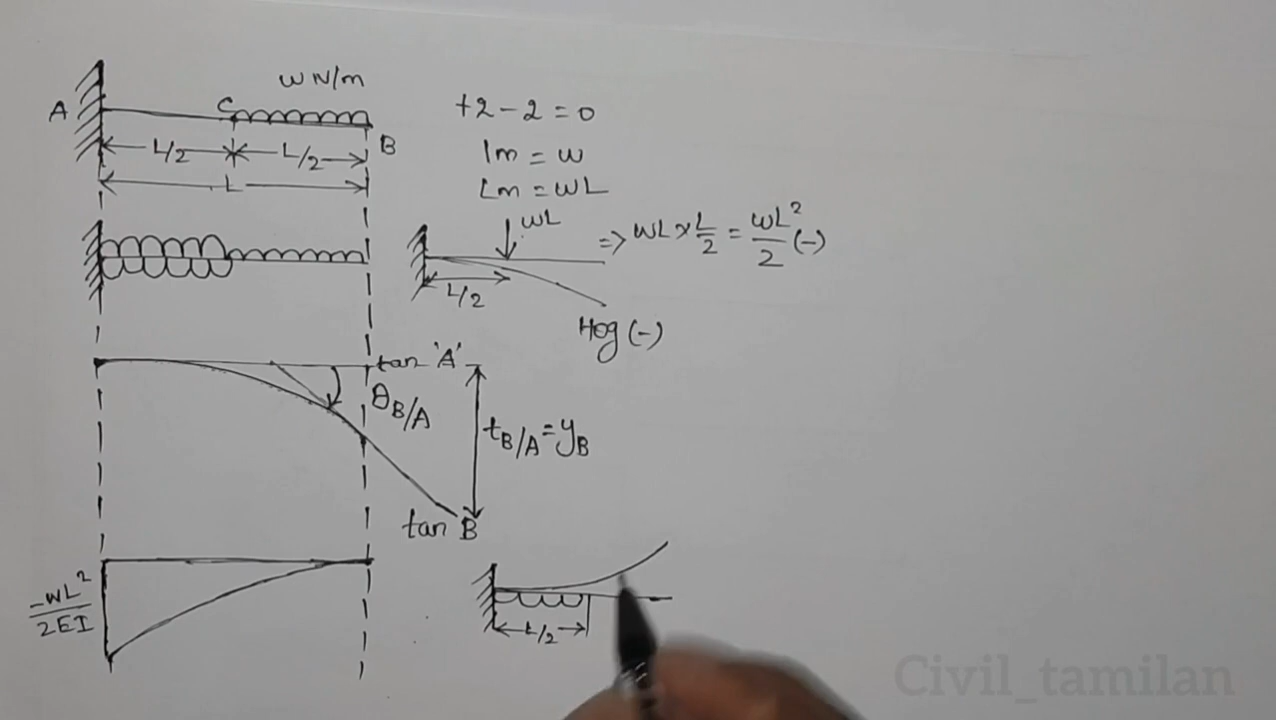 w N/m
A
C
B
L/2
L/2
L
+2 - 2 = 0
1m = w
Lm = wL
wL
=> wL x L/2 = wL²/2 (-)
L/2
Hog (-)
tan 'A'
θB/A
tB/A = yB
tan B
-wL²/2EI
L/2
Civil_tamilan